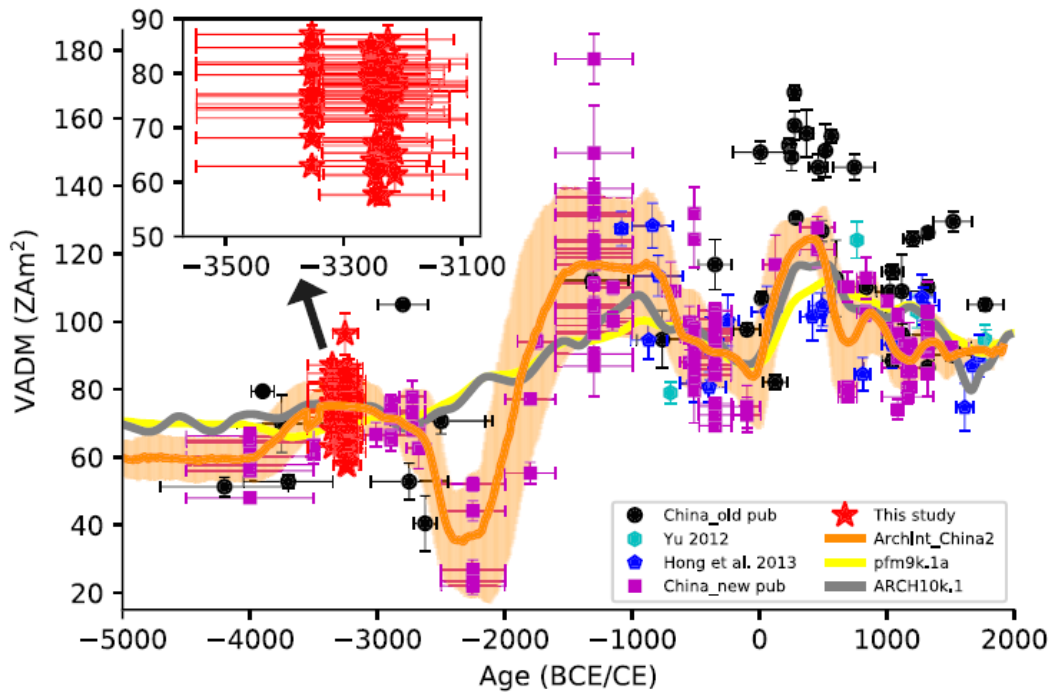 VADM (ZAm²)
180
160
140
120
100
80
60
40
20
90
80
70
60
50
−3500
−3300
−3100
China_old pub
Yu 2012
Hong et al. 2013
China_new pub
This study
ArchInt_China2
pfm9k.1a
ARCH10k.1
−5000 −4000 −3000 −2000 −1000 0 1000 2000
Age (BCE/CE)